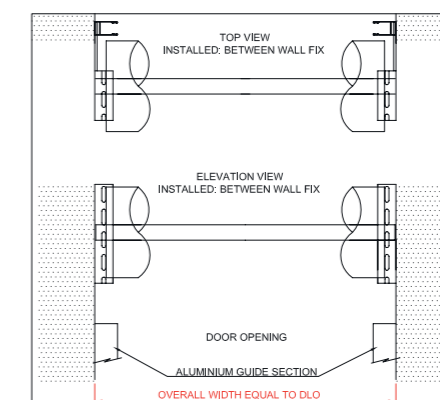 TOP VIEW
INSTALLED: BETWEEN WALL FIX
ELEVATION VIEW
INSTALLED: BETWEEN WALL FIX
DOOR OPENING
ALUMINIUM GUIDE SECTION
OVERALL WIDTH EQUAL TO DLO